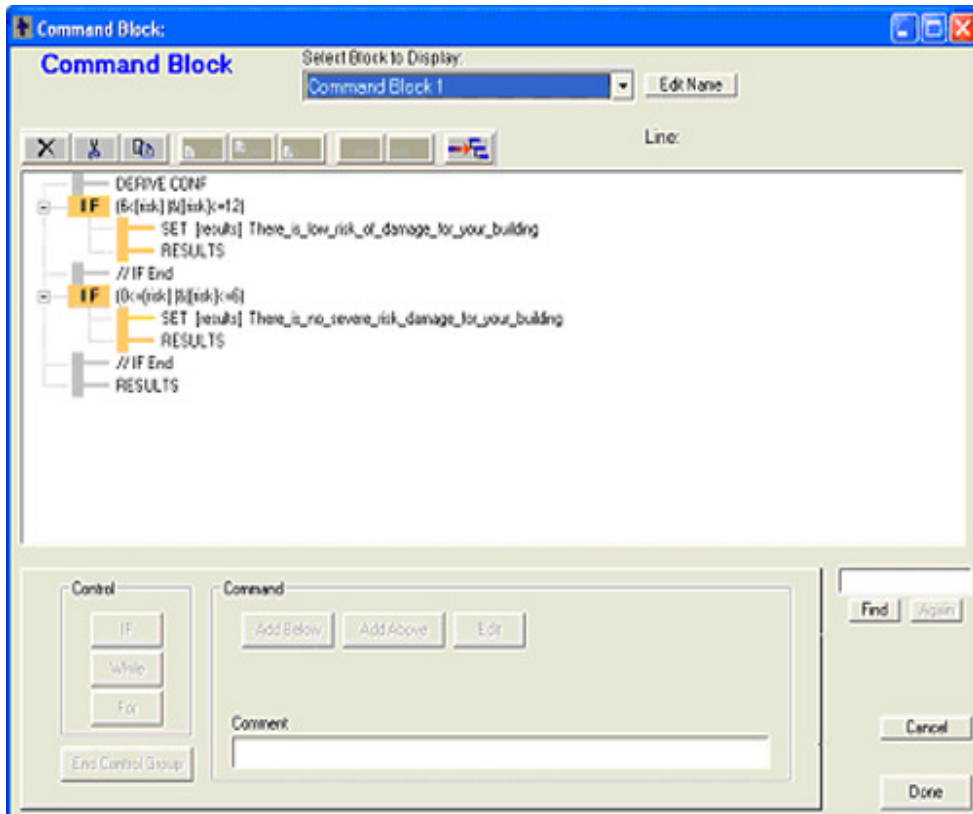 Command Block:
Command Block
Select Block to Display:
Command Block 1
Edit Name
Line:
DERIVE CONF
IF (6<[risk] )&([risk]<=12)
SET [results] There_is_low_risk_of_damage_for_your_building
RESULTS
// IF End
IF (0<=[risk] )&([risk]<=6)
SET [results] There_is_no_severe_risk_damage_for_your_building
RESULTS
// IF End
RESULTS
Control
IF
While
For
End Control Group
Command
Add Below
Add Above
Edit
Comment
Find
Again
Cancel
Done